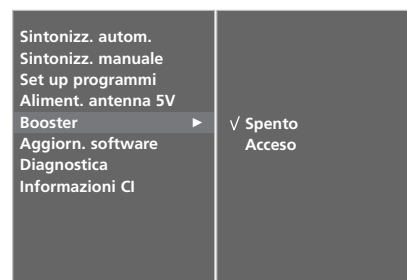 Sintonizz. autom.
Sintonizz. manuale
Set up programmi
Aliment. antenna 5V
Booster
Aggiorn. software
Diagnostica
Informazioni CI
√ Spento
Acceso